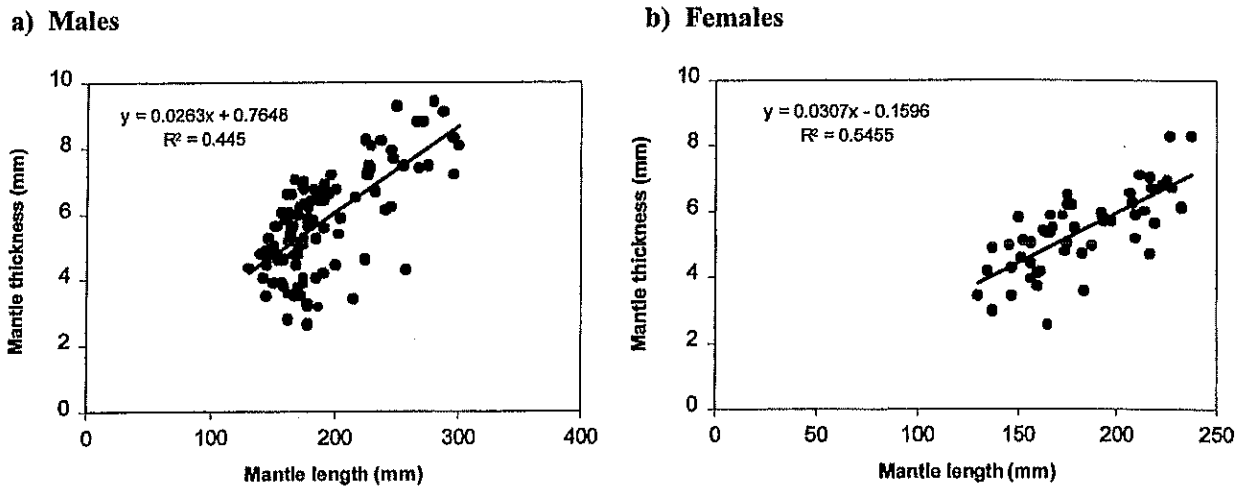 a) Males
10
8
6
4
2
0
Mantle thickness (mm)
y = 0.0263x + 0.7648
R² = 0.445
0 100 200 300 400
Mantle length (mm)
b) Females
10
8
6
4
2
0
Mantle thickness (mm)
y = 0.0307x - 0.1596
R² = 0.5455
0 50 100 150 200 250
Mantle length (mm)